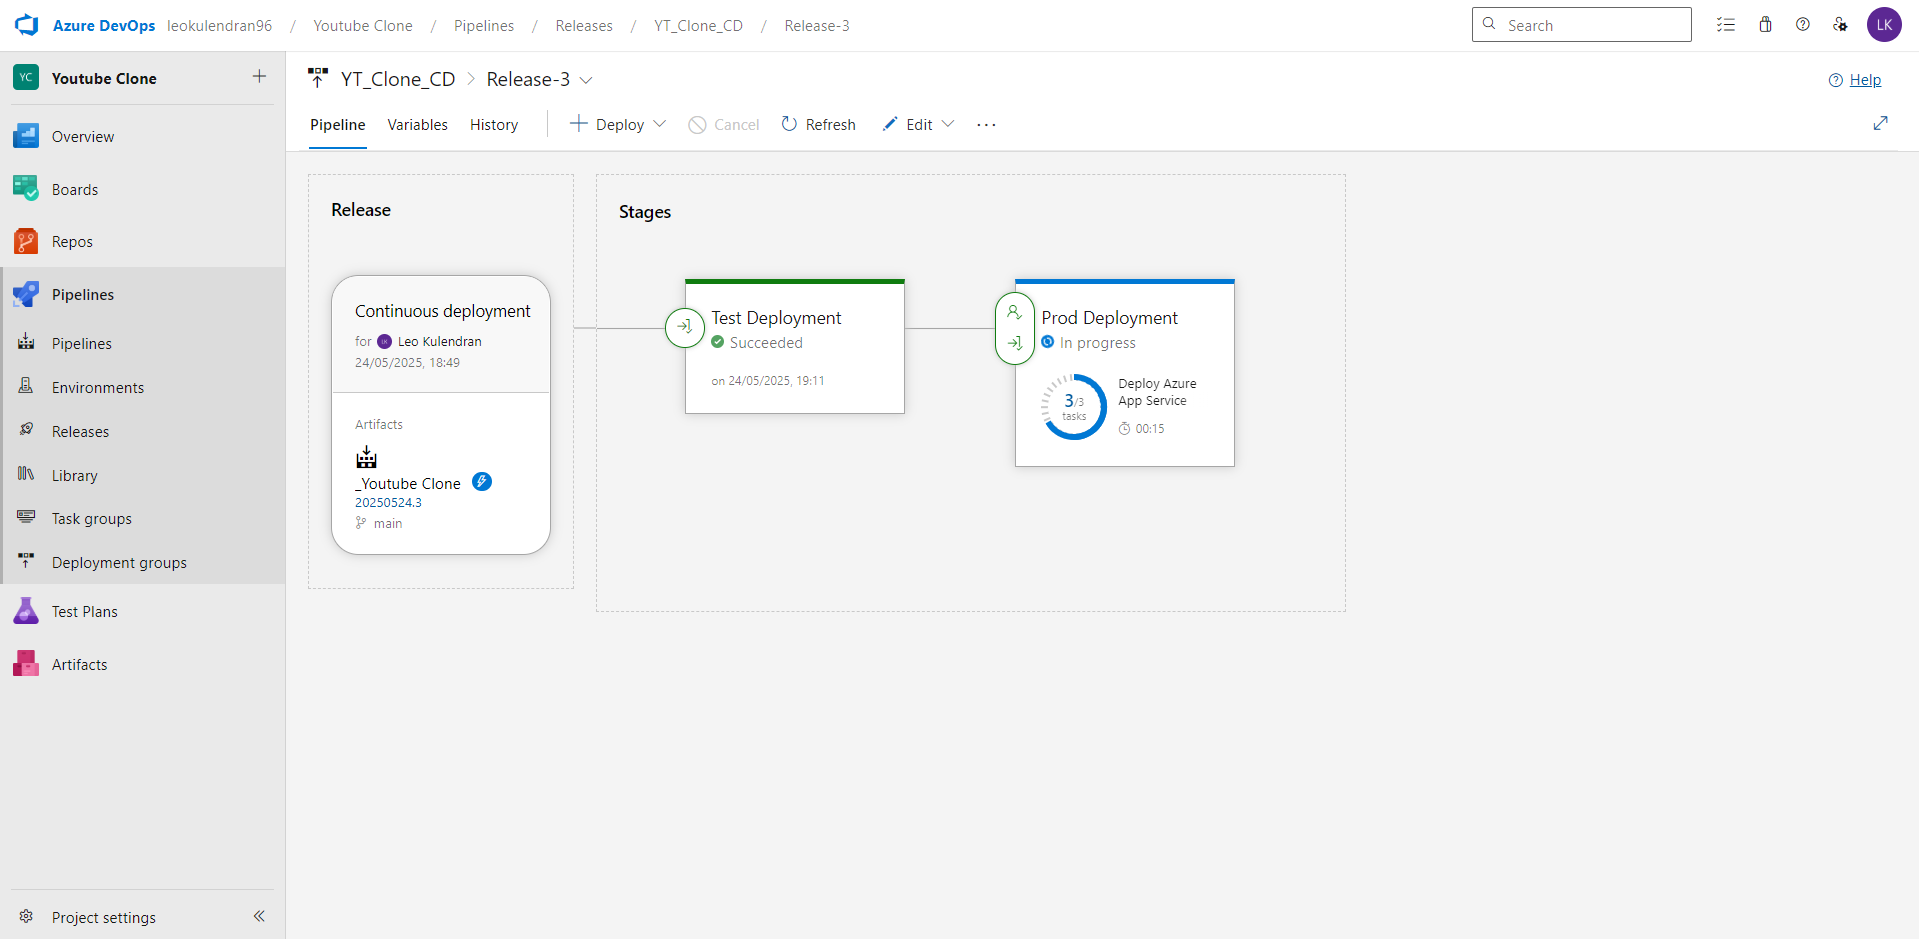 Azure DevOps leokulendran96 / Youtube Clone / Pipelines / Releases / YT_Clone_CD / Release-3
Search
LK
YC Youtube Clone
Overview
Boards
Repos
Pipelines
Pipelines
Environments
Releases
Library
Task groups
Deployment groups
Test Plans
Artifacts
Project settings
YT_Clone_CD > Release-3
Help
Pipeline Variables History Deploy Cancel Refresh Edit ...
Release
Continuous deployment
for LK Leo Kulendran
24/05/2025, 18:49
Artifacts
_Youtube Clone
20250524.3
main
Stages
Test Deployment
Succeeded
on 24/05/2025, 19:11
Prod Deployment
In progress
3/3
tasks
Deploy Azure
App Service
00:15